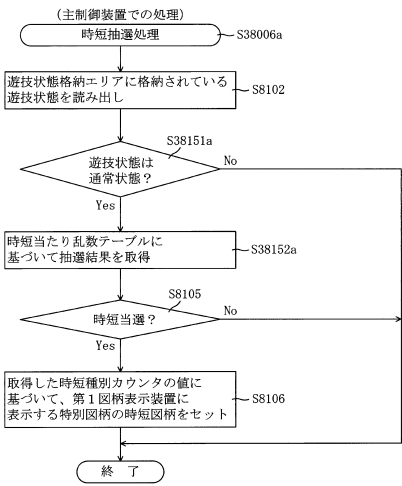 （主制御装置での処理）
時短抽選処理
S38006a
遊技状態格納エリアに格納されている
遊技状態を読み出し
S8102
S38151a
遊技状態は
通常状態？
No
Yes
時短当たり乱数テーブルに
基づいて抽選結果を取得
S38152a
S8105
時短当選？
No
Yes
取得した時短種別カウンタの値に
基づいて、第１図柄表示装置に
表示する特別図柄の時短図柄をセット
S8106
終 了